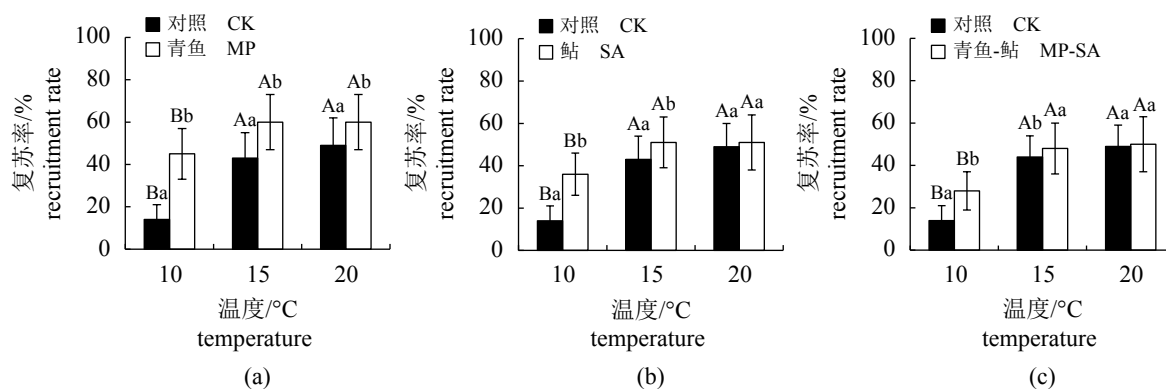 100
80
60
40
20
0
复苏率/%
recruitment rate
对照 CK
青鱼 MP
Ba
Bb
Aa
Ab
Aa
Ab
10 15 20
温度/°C
temperature
(a)
100
80
60
40
20
0
复苏率/%
recruitment rate
对照 CK
鲇 SA
Ba
Bb
Aa
Ab
Aa
Aa
10 15 20
温度/°C
temperature
(b)
100
80
60
40
20
0
复苏率/%
recruitment rate
对照 CK
青鱼-鲇 MP-SA
Ba
Bb
Ab
Aa
Aa
Aa
10 15 20
温度/°C
temperature
(c)